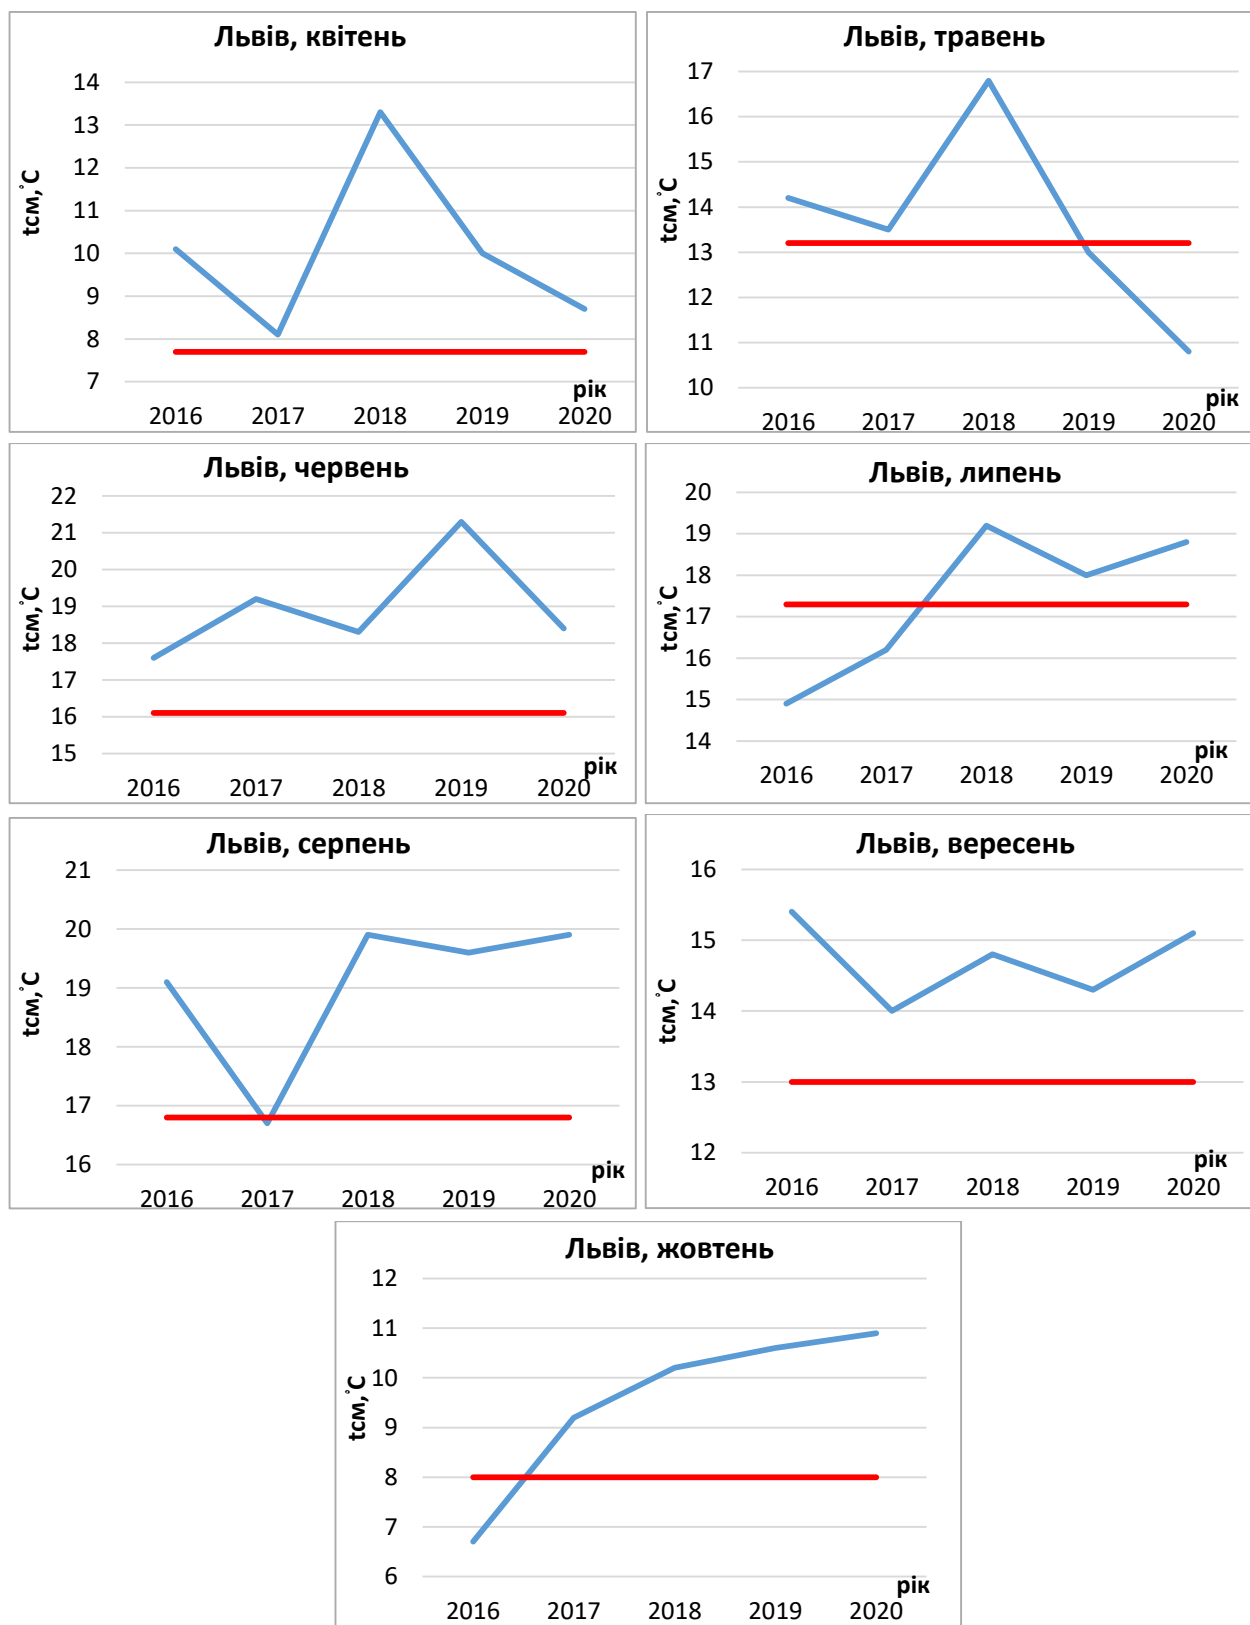 Львів, квітень
tсм,°C
14
13
12
11
10
9
8
7
рік
2016 2017 2018 2019 2020
Львів, травень
tсм,°C
17
16
15
14
13
12
11
10
рік
2016 2017 2018 2019 2020
Львів, червень
tсм,°C
22
21
20
19
18
17
16
15
рік
2016 2017 2018 2019 2020
Львів, липень
tсм,°C
20
19
18
17
16
15
14
рік
2016 2017 2018 2019 2020
Львів, серпень
tсм,°C
21
20
19
18
17
16
рік
2016 2017 2018 2019 2020
Львів, вересень
tсм,°C
16
15
14
13
12
рік
2016 2017 2018 2019 2020
Львів, жовтень
tсм,°C
12
11
10
9
8
7
6
рік
2016 2017 2018 2019 2020